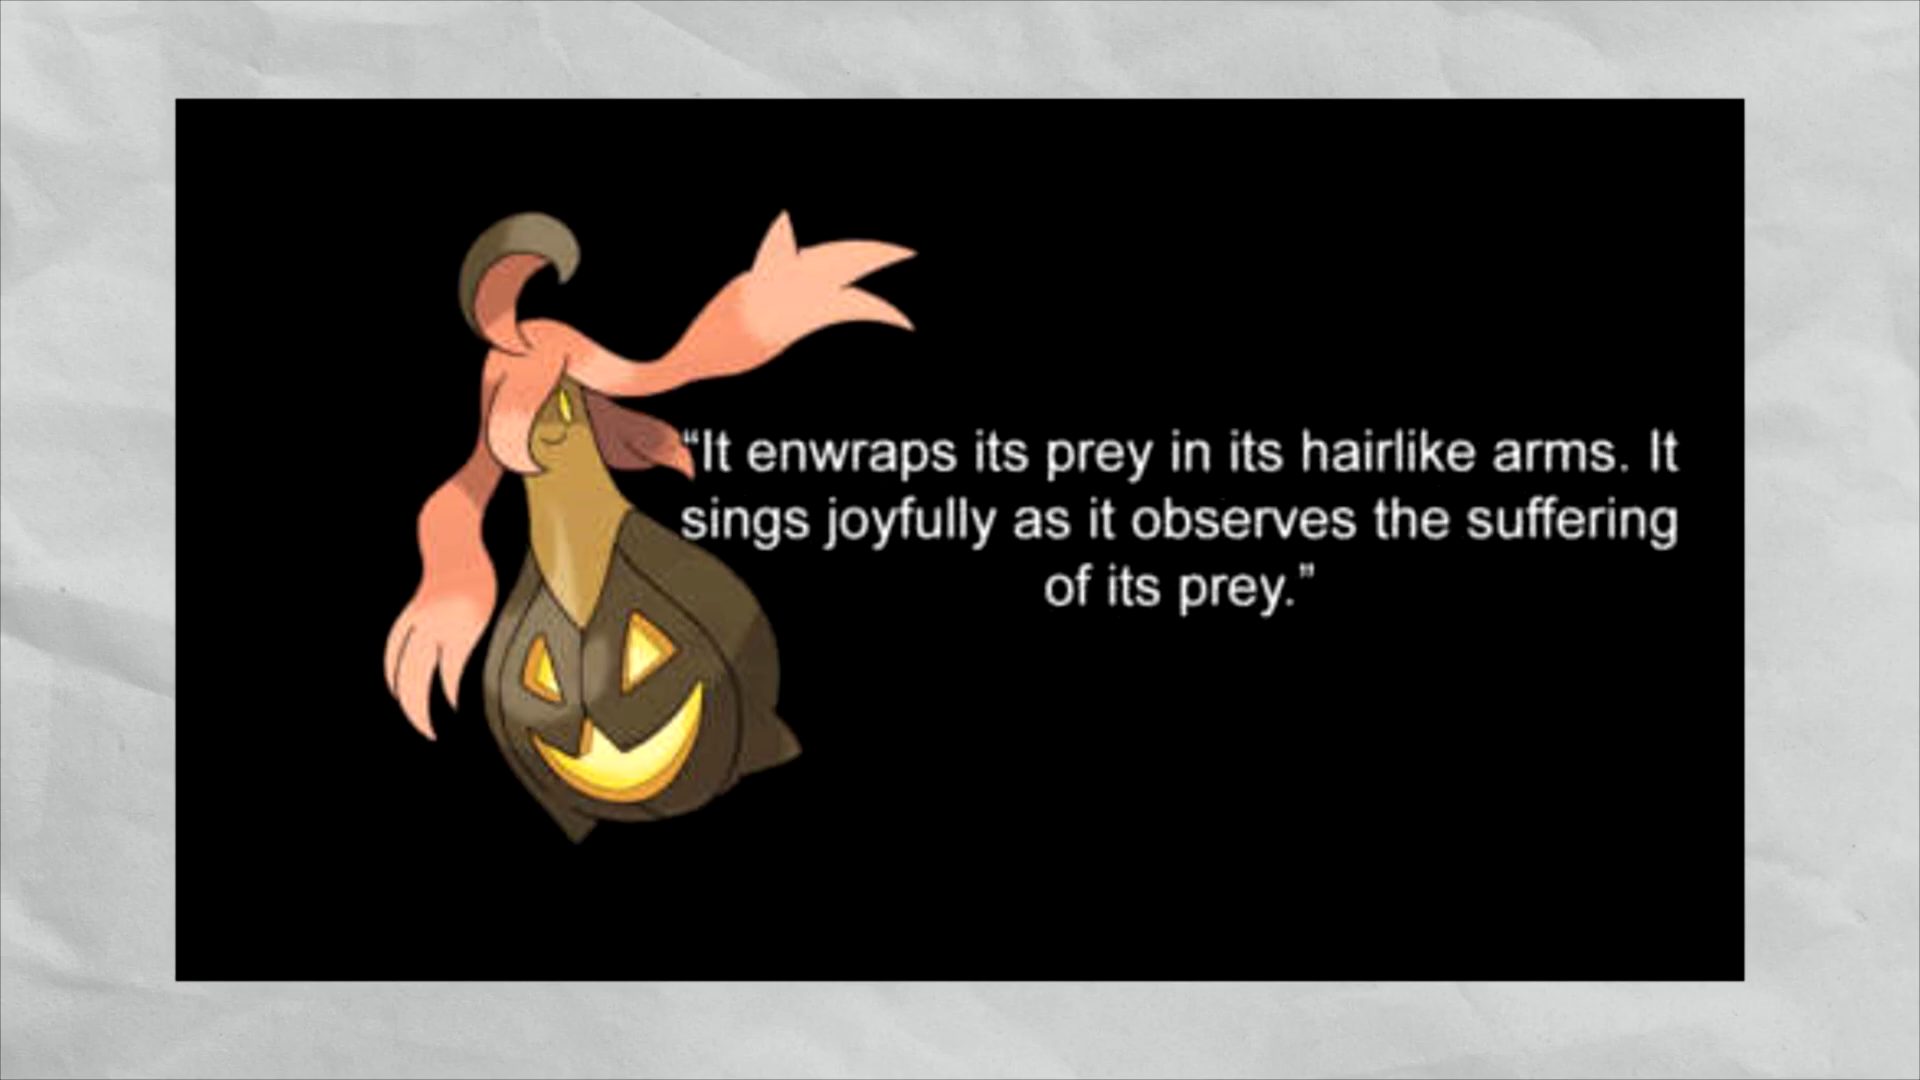 “It enwraps its prey in its hairlike arms. It
sings joyfully as it observes the suffering
of its prey.”